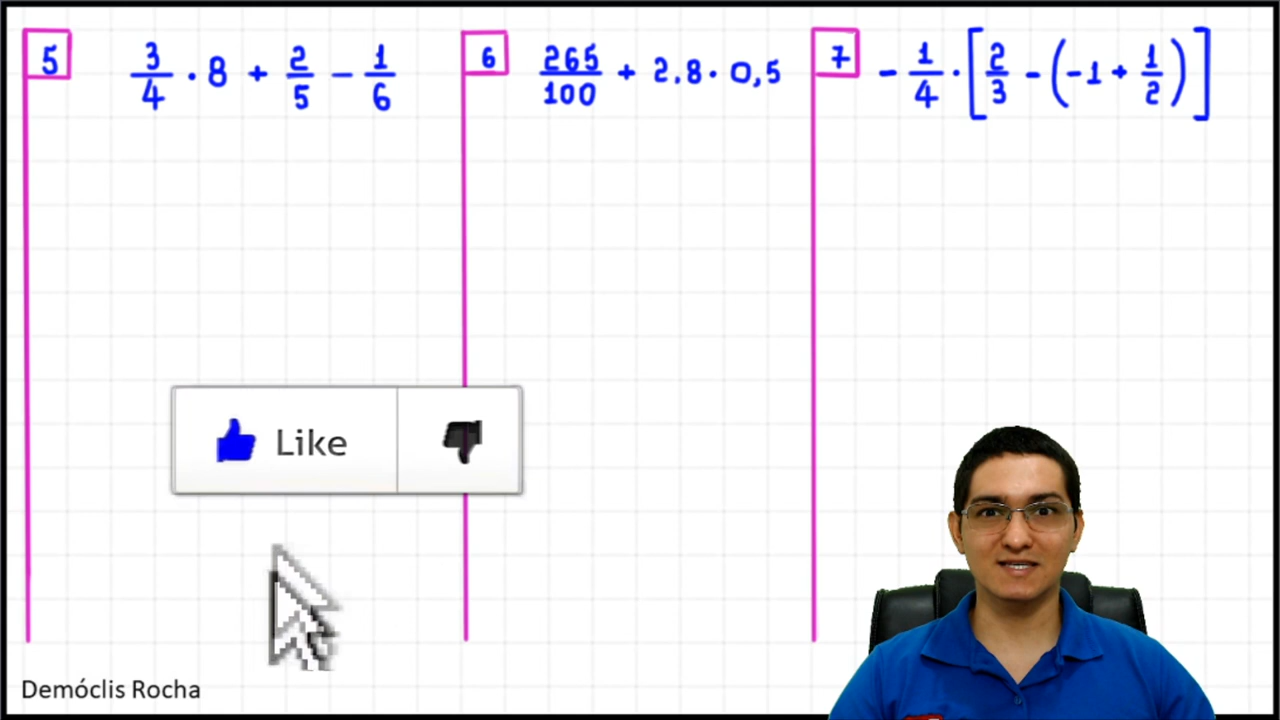 5 3/4 · 8 + 2/5 − 1/6
6 265/100 + 2.8 · 0,5
7 −1/4 · [2/3 − (−1 + 1/2)]
Like
Demóclis Rocha